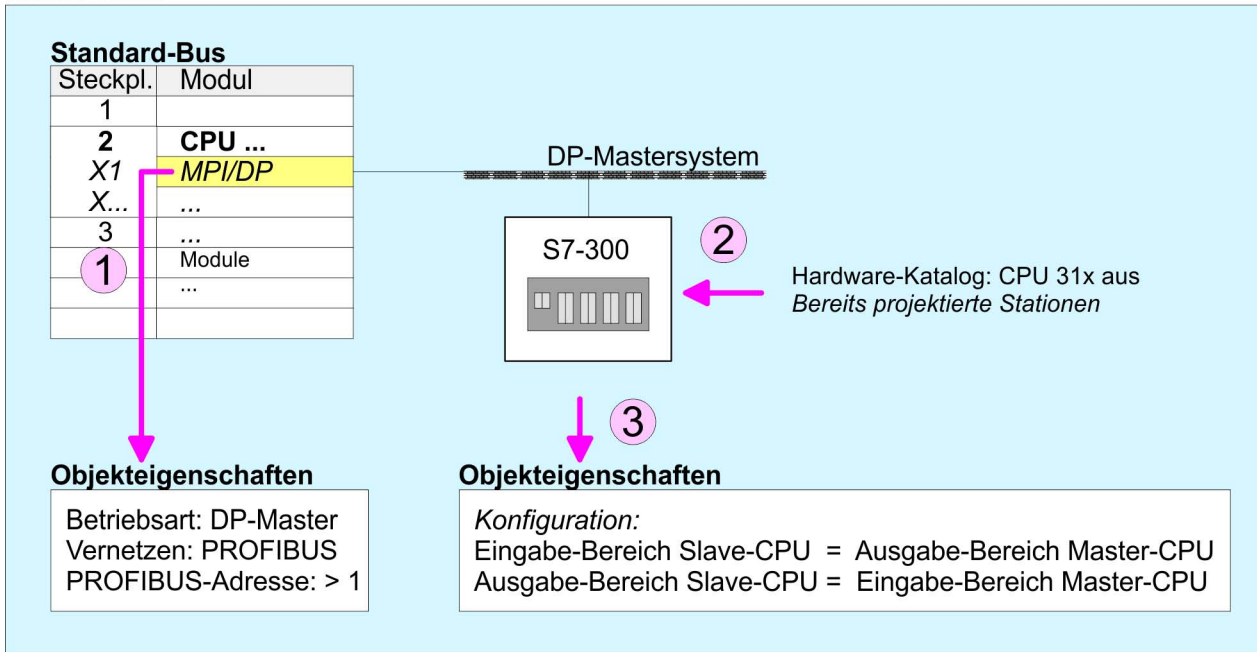 Standard-Bus
Steckpl. Modul
1
2 CPU ...
X1 MPI/DP
X... ...
3 ...
Module
...
1
DP-Mastersystem
S7-300
2
Hardware-Katalog: CPU 31x aus
Bereits projektierte Stationen
3
Objekteigenschaften
Betriebsart: DP-Master
Vernetzen: PROFIBUS
PROFIBUS-Adresse: > 1
Objekteigenschaften
Konfiguration:
Eingabe-Bereich Slave-CPU = Ausgabe-Bereich Master-CPU
Ausgabe-Bereich Slave-CPU = Eingabe-Bereich Master-CPU